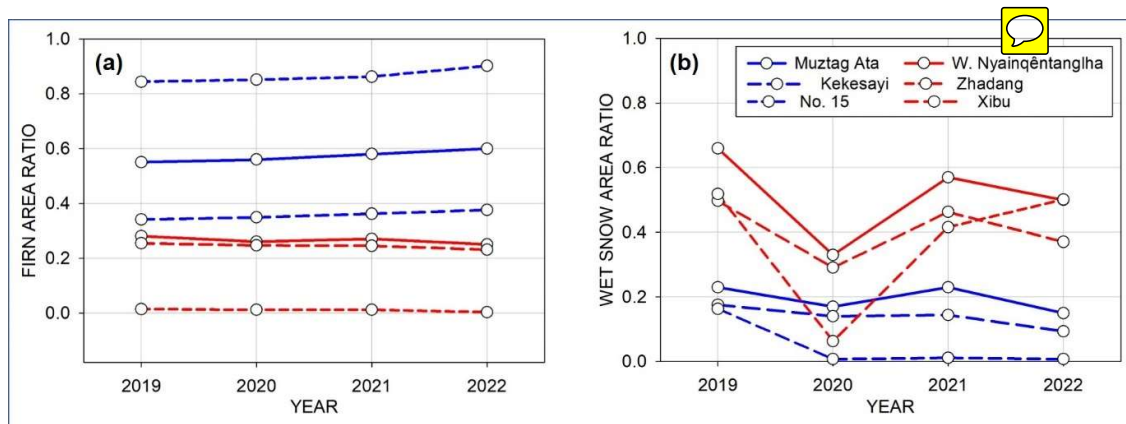 (a)
FIRN AREA RATIO
1.0
0.8
0.6
0.4
0.2
0.0
2019 2020 2021 2022
YEAR
(b)
WET SNOW AREA RATIO
1.0
0.8
0.6
0.4
0.2
0.0
Muztag Ata W. Nyainqêntanglha
Kekesayi Zhadang
No. 15 Xibu
2019 2020 2021 2022
YEAR